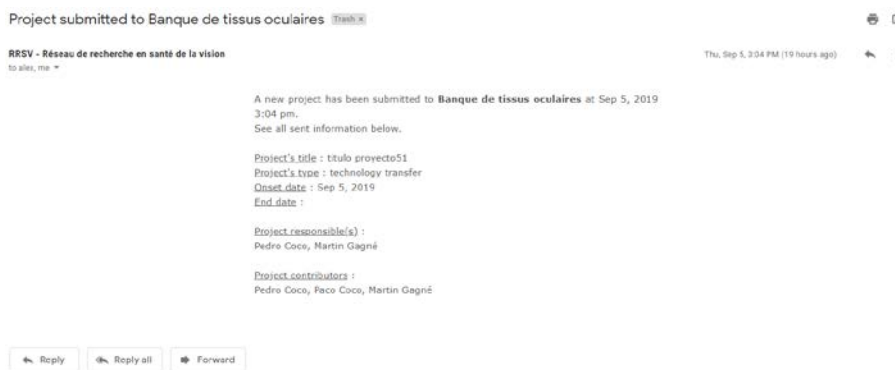 Project submitted to Banque de tissus oculaires Trash x
RRSV - Réseau de recherche en santé de la vision
Thu, Sep 5, 3:04 PM (19 hours ago)
to alex, me
A new project has been submitted to Banque de tissus oculaires at Sep 5, 2019
3:04 pm.
See all sent information below.
Project's title : titulo proyecto51
Project's type : technology transfer
Onset date : Sep 5, 2019
End date :
Project responsible(s) :
Pedro Coco, Martin Gagné
Project contributors :
Pedro Coco, Paco Coco, Martin Gagné
Reply
Reply all
Forward